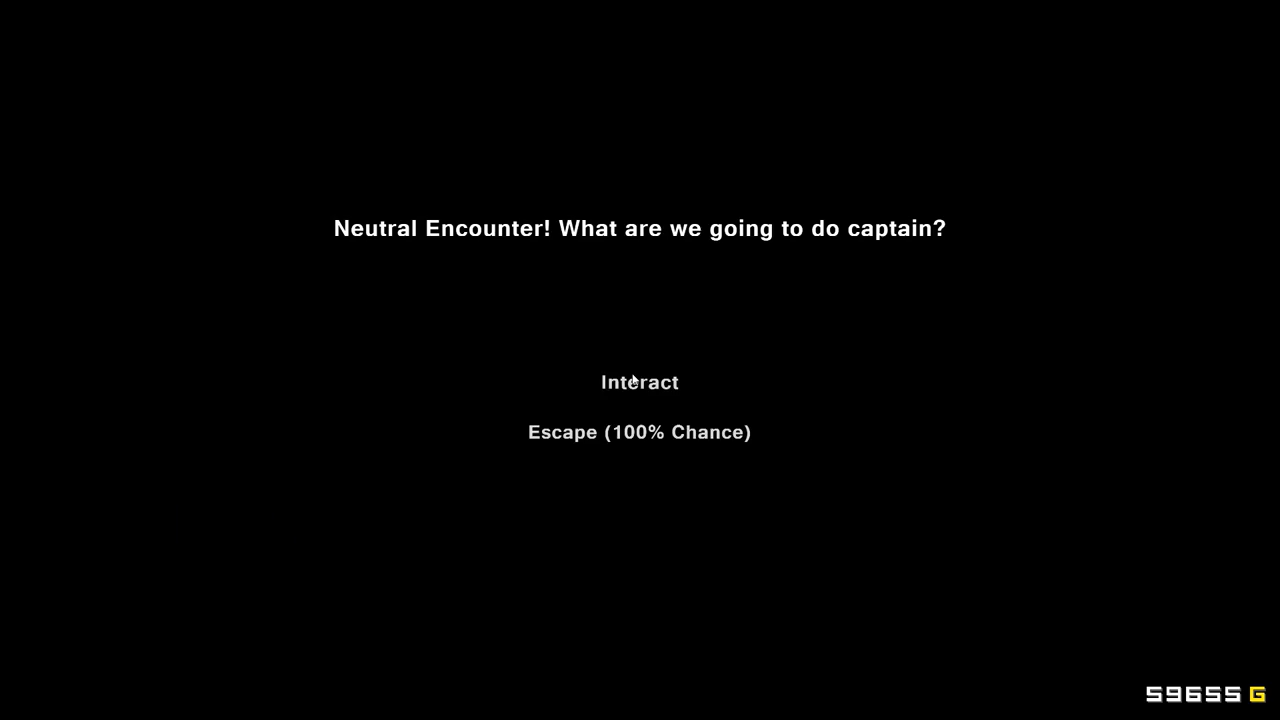 Neutral Encounter! What are we going to do captain?
Interact
Escape (100% Chance)
59655 G